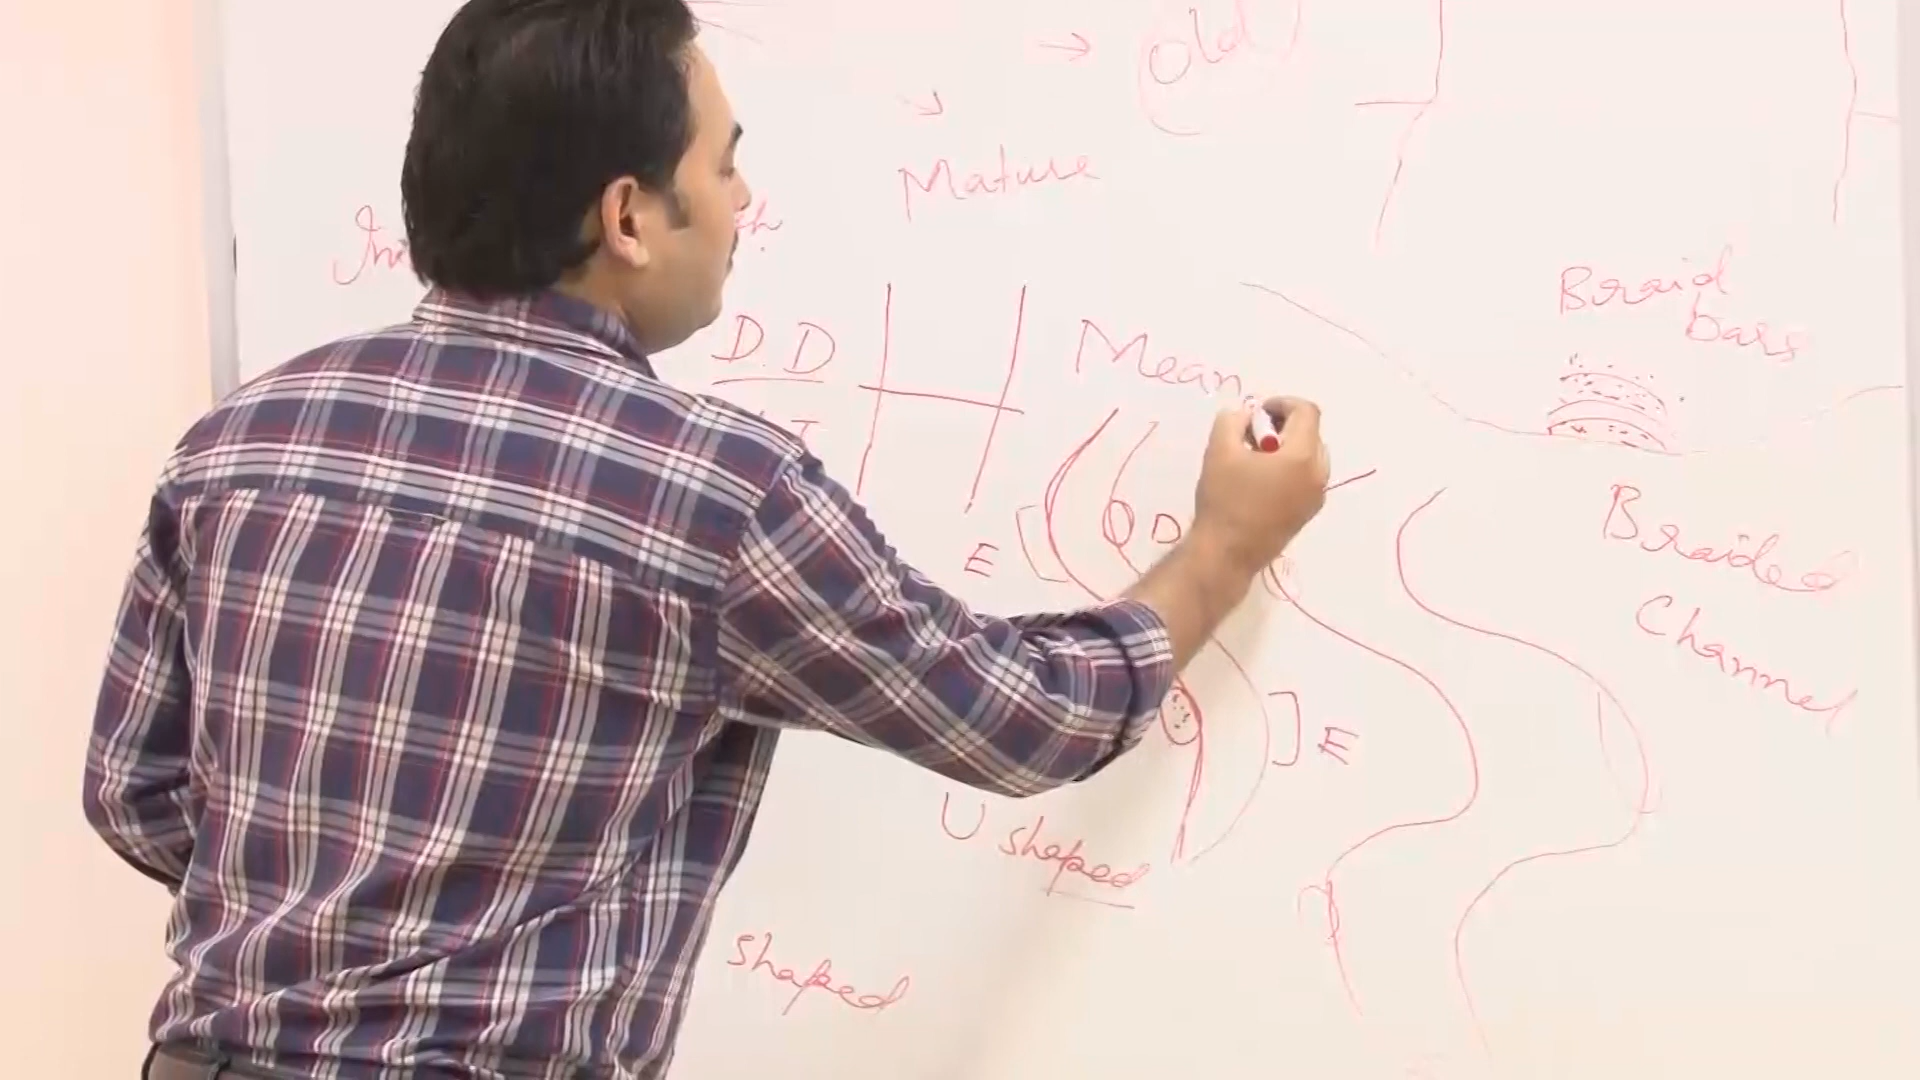 Old
Mature
D.D
Mean
Braid
bars
E
D
Braided
Channel
E
U shaped
shaped